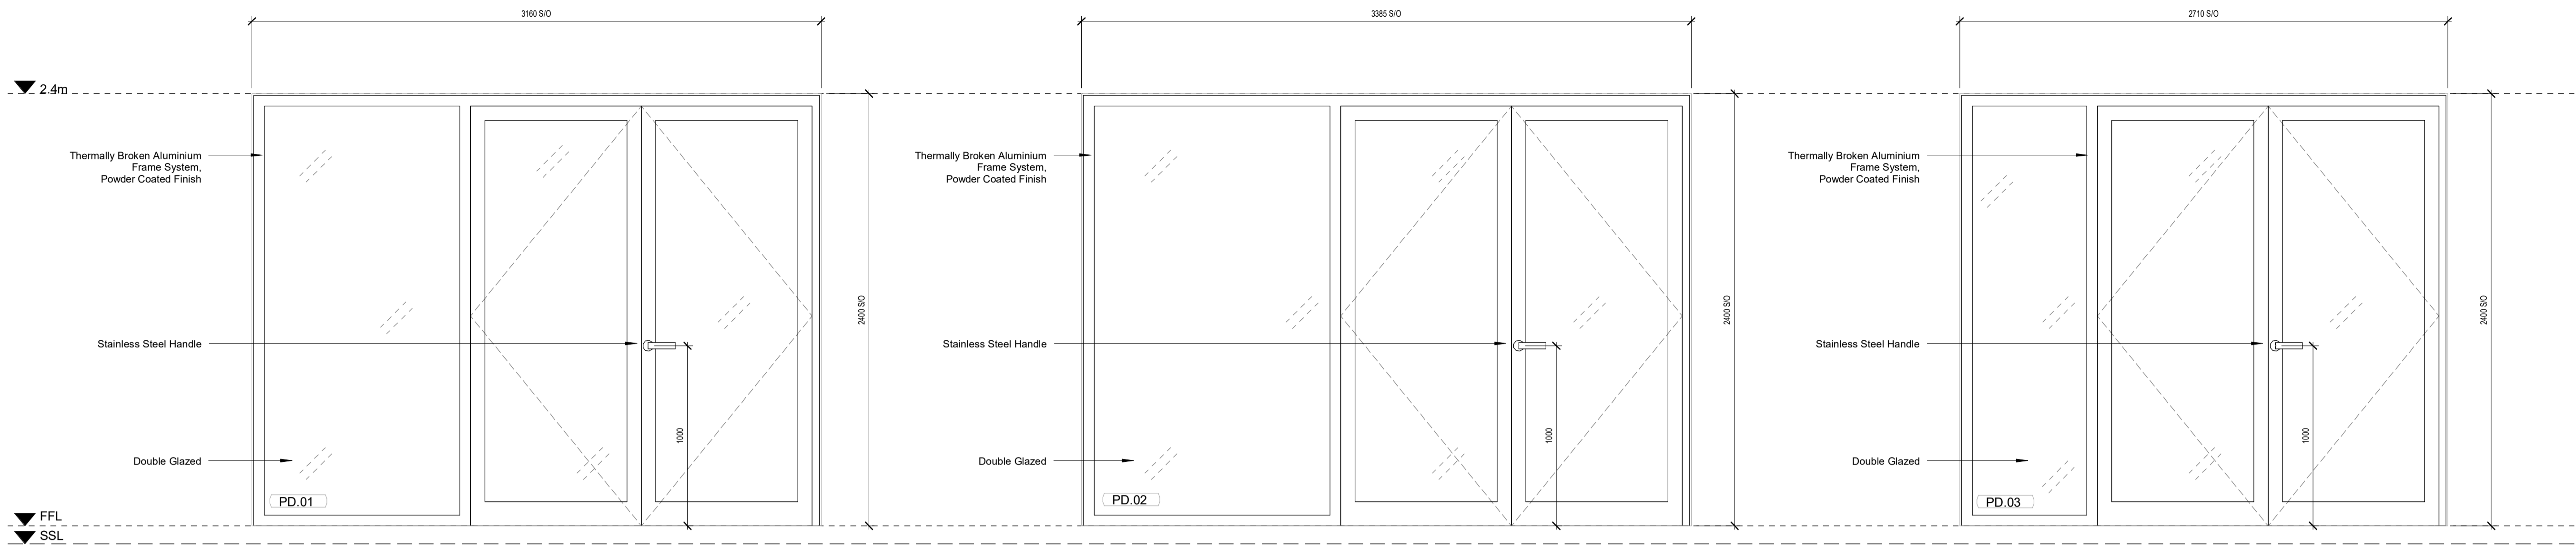 3160 S/O
3385 S/O
2710 S/O
2.4m
Thermally Broken Aluminium
Frame System,
Powder Coated Finish
Stainless Steel Handle
Double Glazed
PD.01
1000
2400 S/O
Thermally Broken Aluminium
Frame System,
Powder Coated Finish
Stainless Steel Handle
Double Glazed
PD.02
1000
2400 S/O
Thermally Broken Aluminium
Frame System,
Powder Coated Finish
Stainless Steel Handle
Double Glazed
PD.03
1000
2400 S/O
FFL
SSL